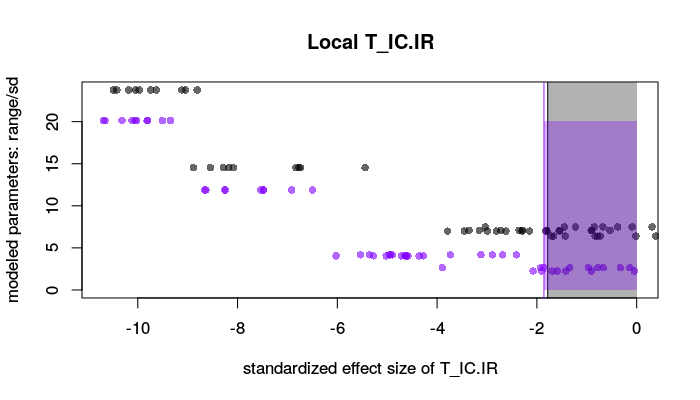 Local T_IC.IR
modeled parameters: range/sd
20
15
10
5
0
-10 -8 -6 -4 -2 0
standardized effect size of T_IC.IR